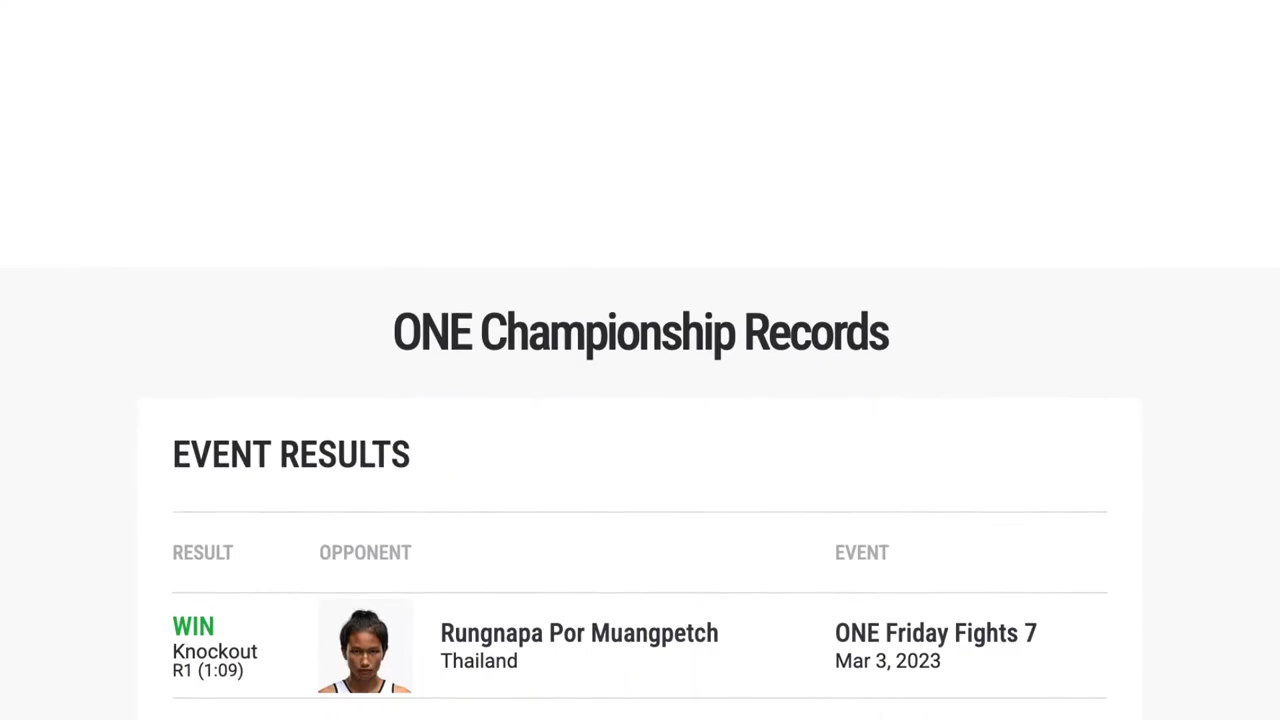 ONE Championship Records
EVENT RESULTS
RESULT OPPONENT EVENT
WIN
Knockout
R1 (1:09)
Rungnapa Por Muangpetch
Thailand
ONE Friday Fights 7
Mar 3, 2023